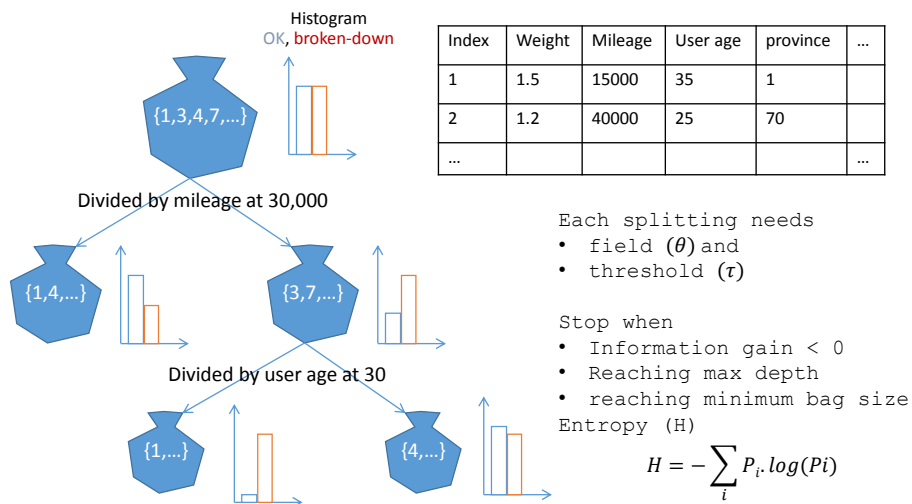 Histogram
OK, broken-down
{1,3,4,7,…}
Divided by mileage at 30,000
{1,4,…}
{3,7,…}
Divided by user age at 30
{1,…}
{4,…}
Index Weight Mileage User age province …
1 1.5 15000 35 1
2 1.2 40000 25 70
… …
Each splitting needs
• field (θ) and
• threshold (τ)
Stop when
• Information gain < 0
• Reaching max depth
• reaching minimum bag size
Entropy (H)
H = − ∑ᵢ Pᵢ. log(Pi)